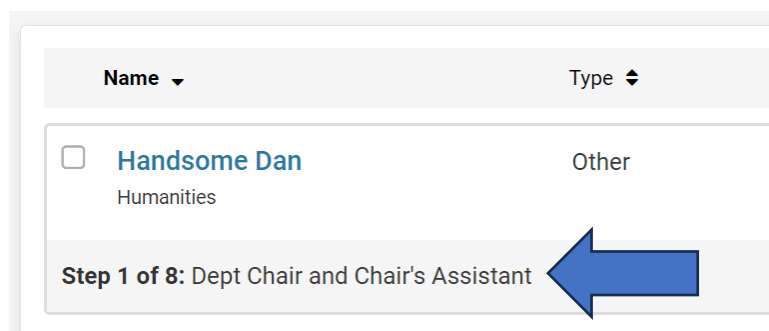 Name Type
Handsome Dan Other
Humanities
Step 1 of 8: Dept Chair and Chair's Assistant